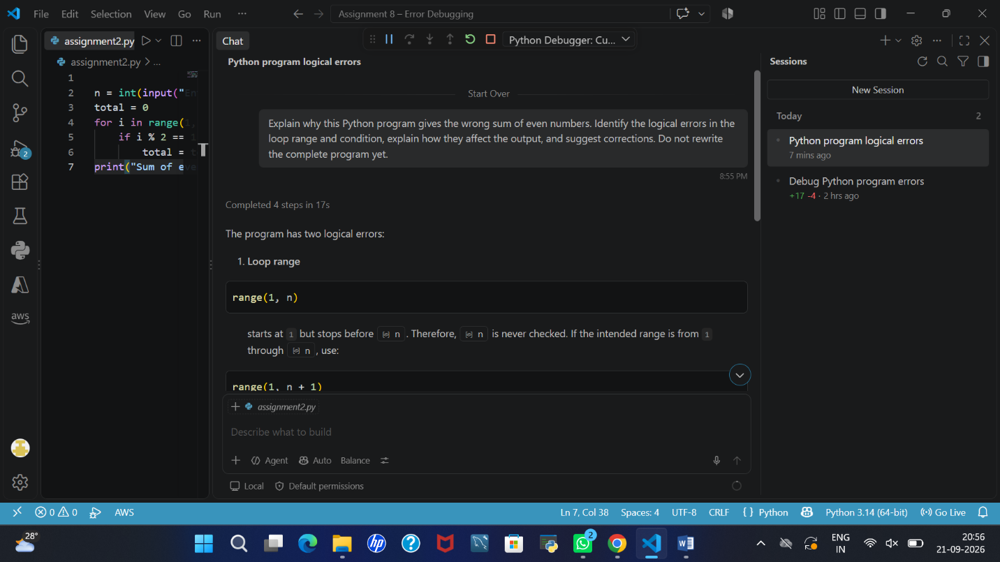 File Edit Selection View Go Run ··· Assignment 8 – Error Debugging
assignment2.py
assignment2.py > ...
1
2 n = int(input("En
3 total = 0
4 for i in range(1,
5 if i % 2 == 1
6 total = t
7 print("Sum of eve
2
aws
Chat
Python Debugger: Cu...
Python program logical errors
Start Over
Explain why this Python program gives the wrong sum of even numbers. Identify the logical errors in the
loop range and condition, explain how they affect the output, and suggest corrections. Do not rewrite
the complete program yet.
8:55 PM
Completed 4 steps in 17s
The program has two logical errors:
1. Loop range
range(1, n)
starts at 1 but stops before n . Therefore, n is never checked. If the intended range is from 1
through n , use:
range(1, n + 1)
assignment2.py
Describe what to build
Agent Auto Balance
Local Default permissions
Sessions
New Session
Today 2
Python program logical errors
7 mins ago
Debug Python program errors
+17 -4 · 2 hrs ago
0 0 AWS Ln 7, Col 38 Spaces: 4 UTF-8 CRLF { } Python Python 3.14 (64-bit) Go Live
28°
hp
2
ENG
IN
20:56
21-09-2026